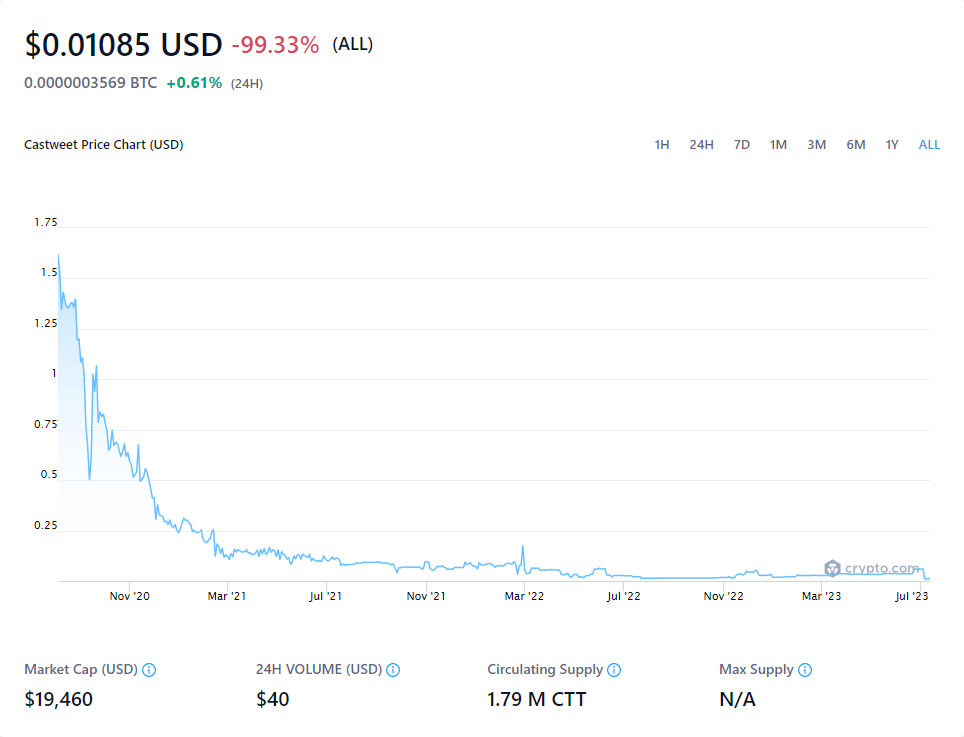 $0.01085 USD -99.33% (ALL)
0.0000003569 BTC +0.61% (24H)
Castweet Price Chart (USD) 1H 24H 7D 1M 3M 6M 1Y ALL
1.75
1.5
1.25
1
0.75
0.5
0.25
crypto.com
Nov '20 Mar '21 Jul '21 Nov '21 Mar '22 Jul '22 Nov '22 Mar '23 Jul '23
Market Cap (USD) 24H VOLUME (USD) Circulating Supply Max Supply
$19,460 $40 1.79 M CTT N/A